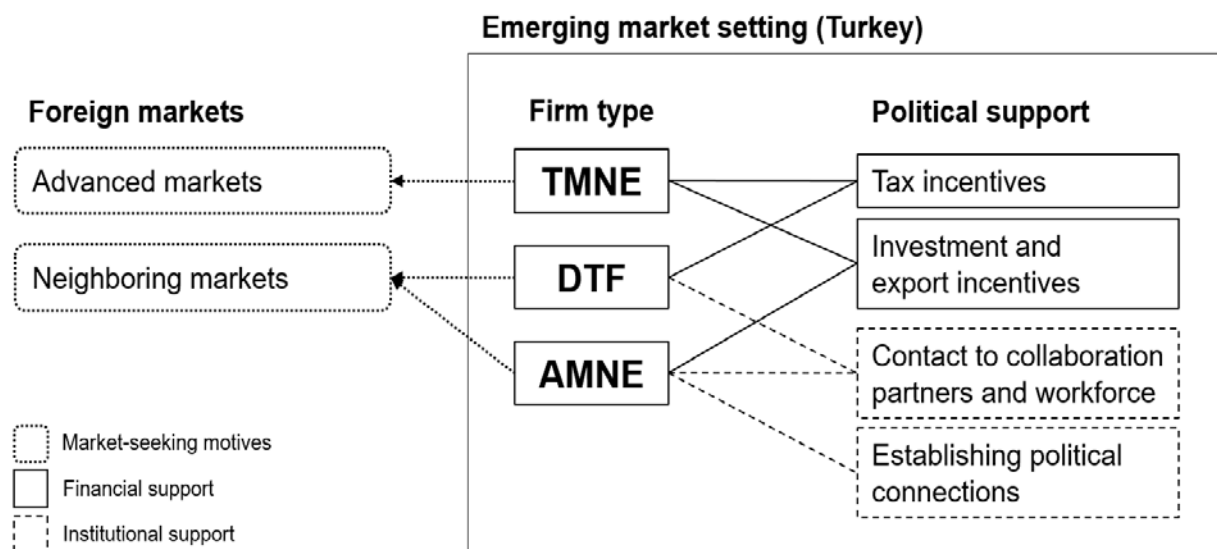 Emerging market setting (Turkey)
Foreign markets
Firm type
Political support
Advanced markets
TMNE
Tax incentives
Neighboring markets
DTF
Investment and
export incentives
AMNE
Contact to collaboration
partners and workforce
Establishing political
connections
Market-seeking motives
Financial support
Institutional support